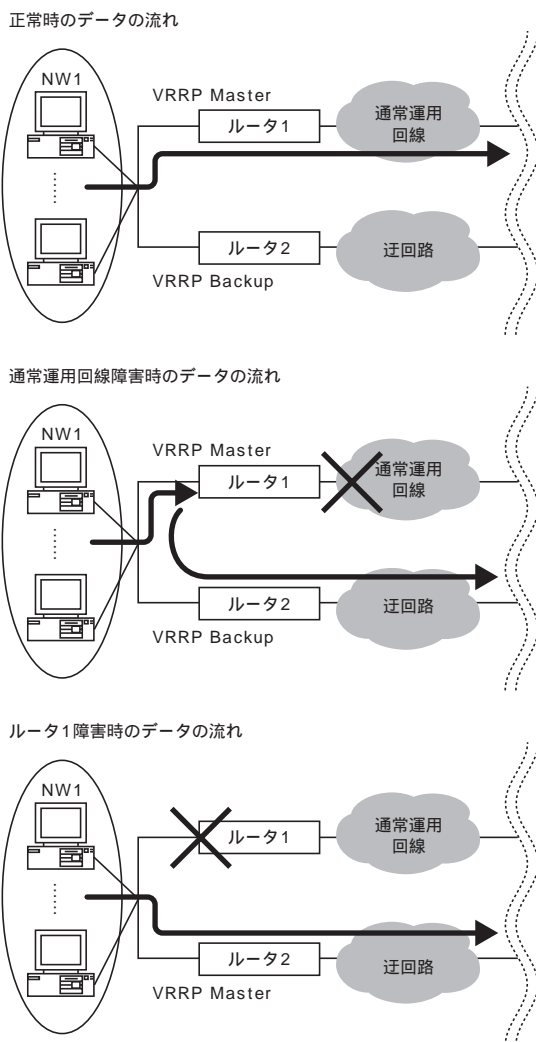 正常時のデータの流れ
NW1
VRRP Master
ルータ1
通常運用
回線
ルータ2
迂回路
VRRP Backup
通常運用回線障害時のデータの流れ
NW1
VRRP Master
ルータ1
通常運用
回線
ルータ2
迂回路
VRRP Backup
ルータ1障害時のデータの流れ
NW1
ルータ1
通常運用
回線
ルータ2
迂回路
VRRP Master